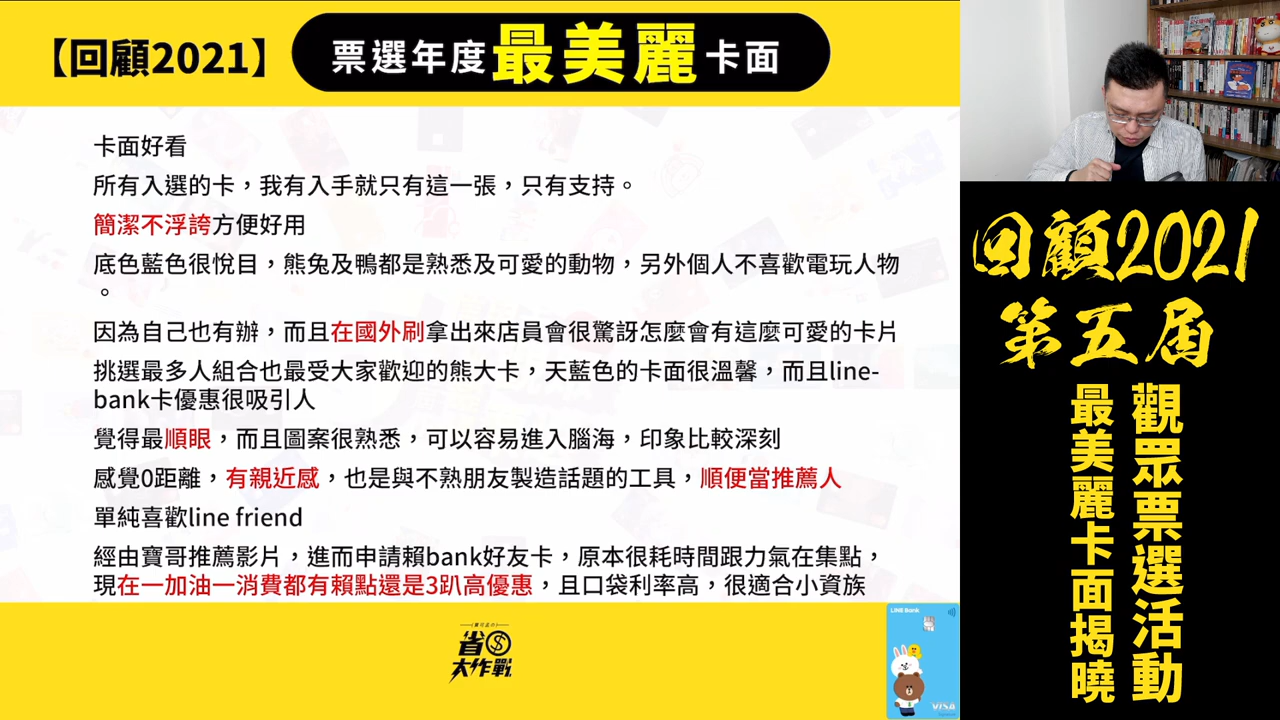 【回顧2021】
票選年度最美麗卡面
卡面好看
所有入選的卡，我有入手就只有這一張，只有支持。
簡潔不浮誇方便好用
底色藍色很悅目，熊兔及鴨都是熟悉及可愛的動物，另外個人不喜歡電玩人物
。
因為自己也有辦，而且在國外刷拿出來店員會很驚訝怎麼會有這麼可愛的卡片
挑選最多人組合也最受大家歡迎的熊大卡，天藍色的卡面很溫馨，而且line-
bank卡優惠很吸引人
覺得最順眼，而且圖案很熟悉，可以容易進入腦海，印象比較深刻
感覺0距離，有親近感，也是與不熟朋友製造話題的工具，順便當推薦人
單純喜歡line friend
經由寶哥推薦影片，進而申請賴bank好友卡，原本很耗時間跟力氣在集點，
現在一加油一消費都有賴點還是3趴高優惠，且口袋利率高，很適合小資族
省
大作戰
LINE Bank
VISA
回顧2021
第五屆
觀眾票選活動
最美麗卡面揭曉